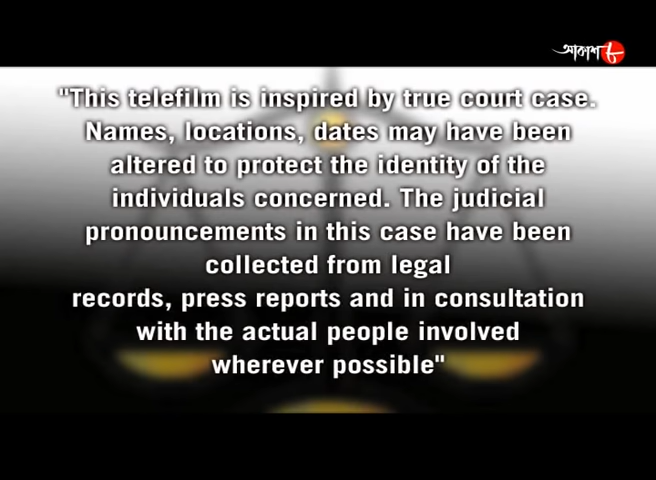 আকাশ ৮
"This telefilm is inspired by true court case.
Names, locations, dates may have been
altered to protect the identity of the
individuals concerned. The judicial
pronouncements in this case have been
collected from legal
records, press reports and in consultation
with the actual people involved
wherever possible"